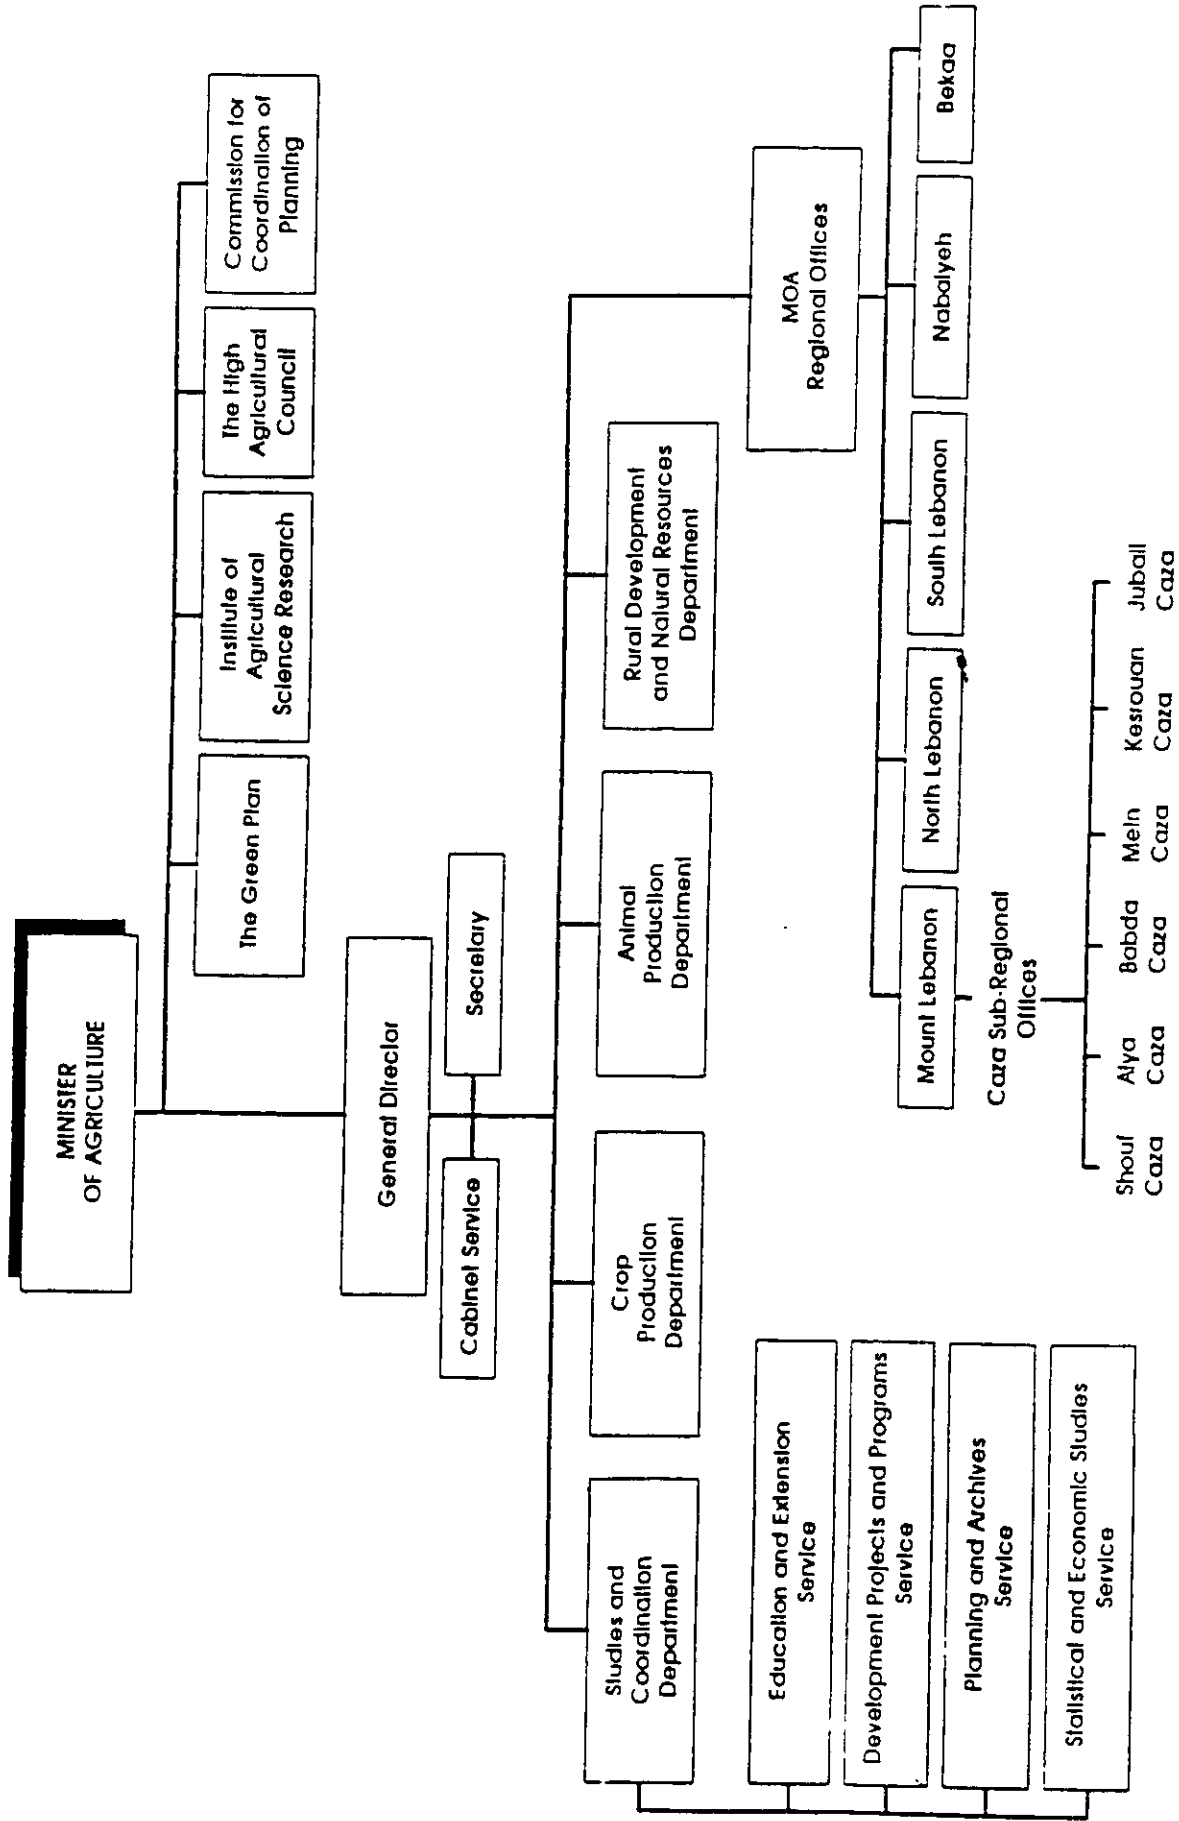 MINISTER
OF AGRICULTURE
The Green Plan
Institute of
Agricultural
Science Research
The High
Agricultural
Council
Commission for
Coordination of
Planning
General Director
Cabinet Service
Secretary
Studies and
Coordination
Department
Crop
Production
Department
Animal
Production
Department
Rural Development
and Natural Resources
Department
MOA
Regional Offices
Education and Extension
Service
Development Projects and Programs
Service
Planning and Archives
Service
Statistical and Economic Studies
Service
Mount Lebanon
North Lebanon
South Lebanon
Nabatyeh
Bekaa
Caza Sub-Regional
Offices
Shouf
Caza
Alya
Caza
Babda
Caza
Metn
Caza
Kesrouan
Caza
Jubail
Caza